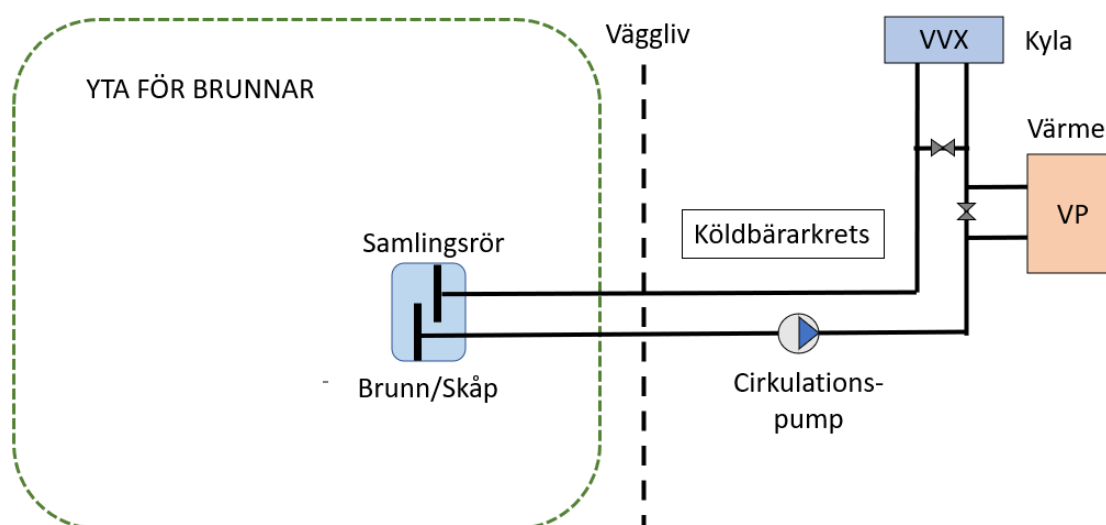 Väggliv
VVX
Kyla
YTA FÖR BRUNNAR
Värme
VP
Köldbärarkrets
Samlingsrör
-
Brunn/Skåp
Cirkulations-
pump